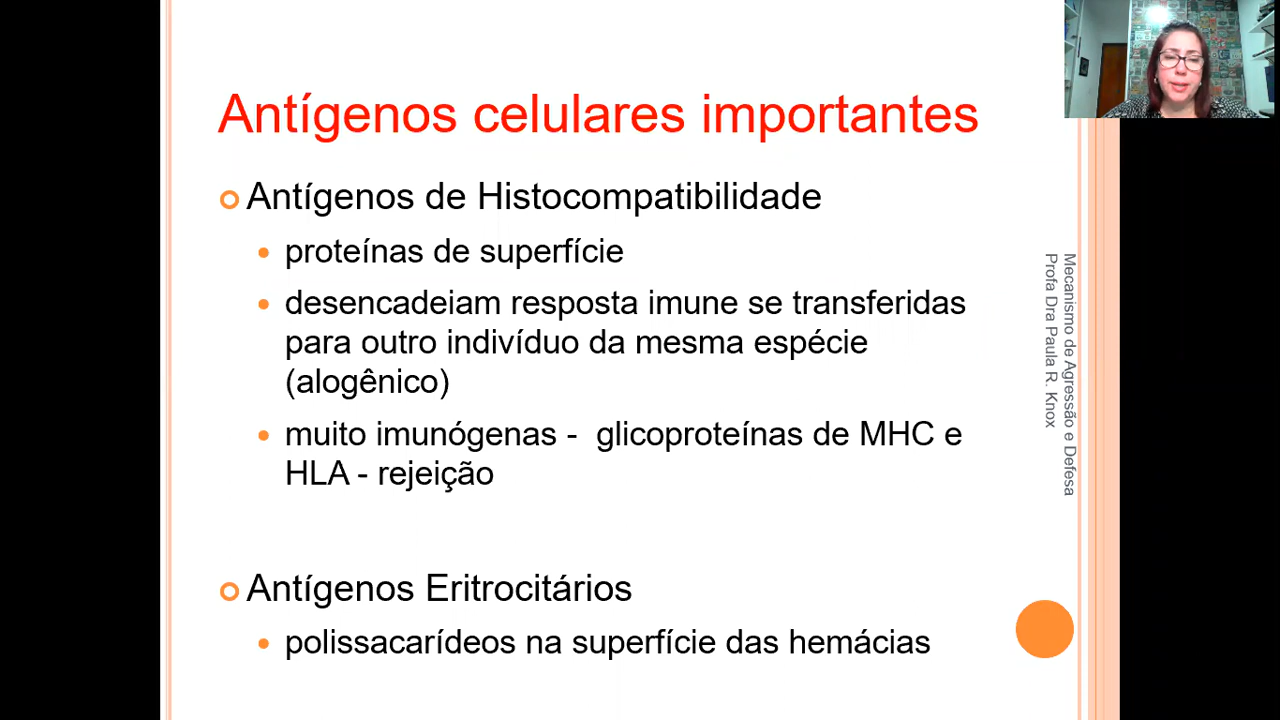 Antígenos celulares importantes
Antígenos de Histocompatibilidade
proteínas de superfície
desencadeiam resposta imune se transferidas
para outro indivíduo da mesma espécie
(alogênico)
muito imunógenas -  glicoproteínas de MHC e
HLA - rejeição
Antígenos Eritrocitários
polissacarídeos na superfície das hemácias
Mecanismo de Agressão e Defesa
Profa Dra Paula R. Knox